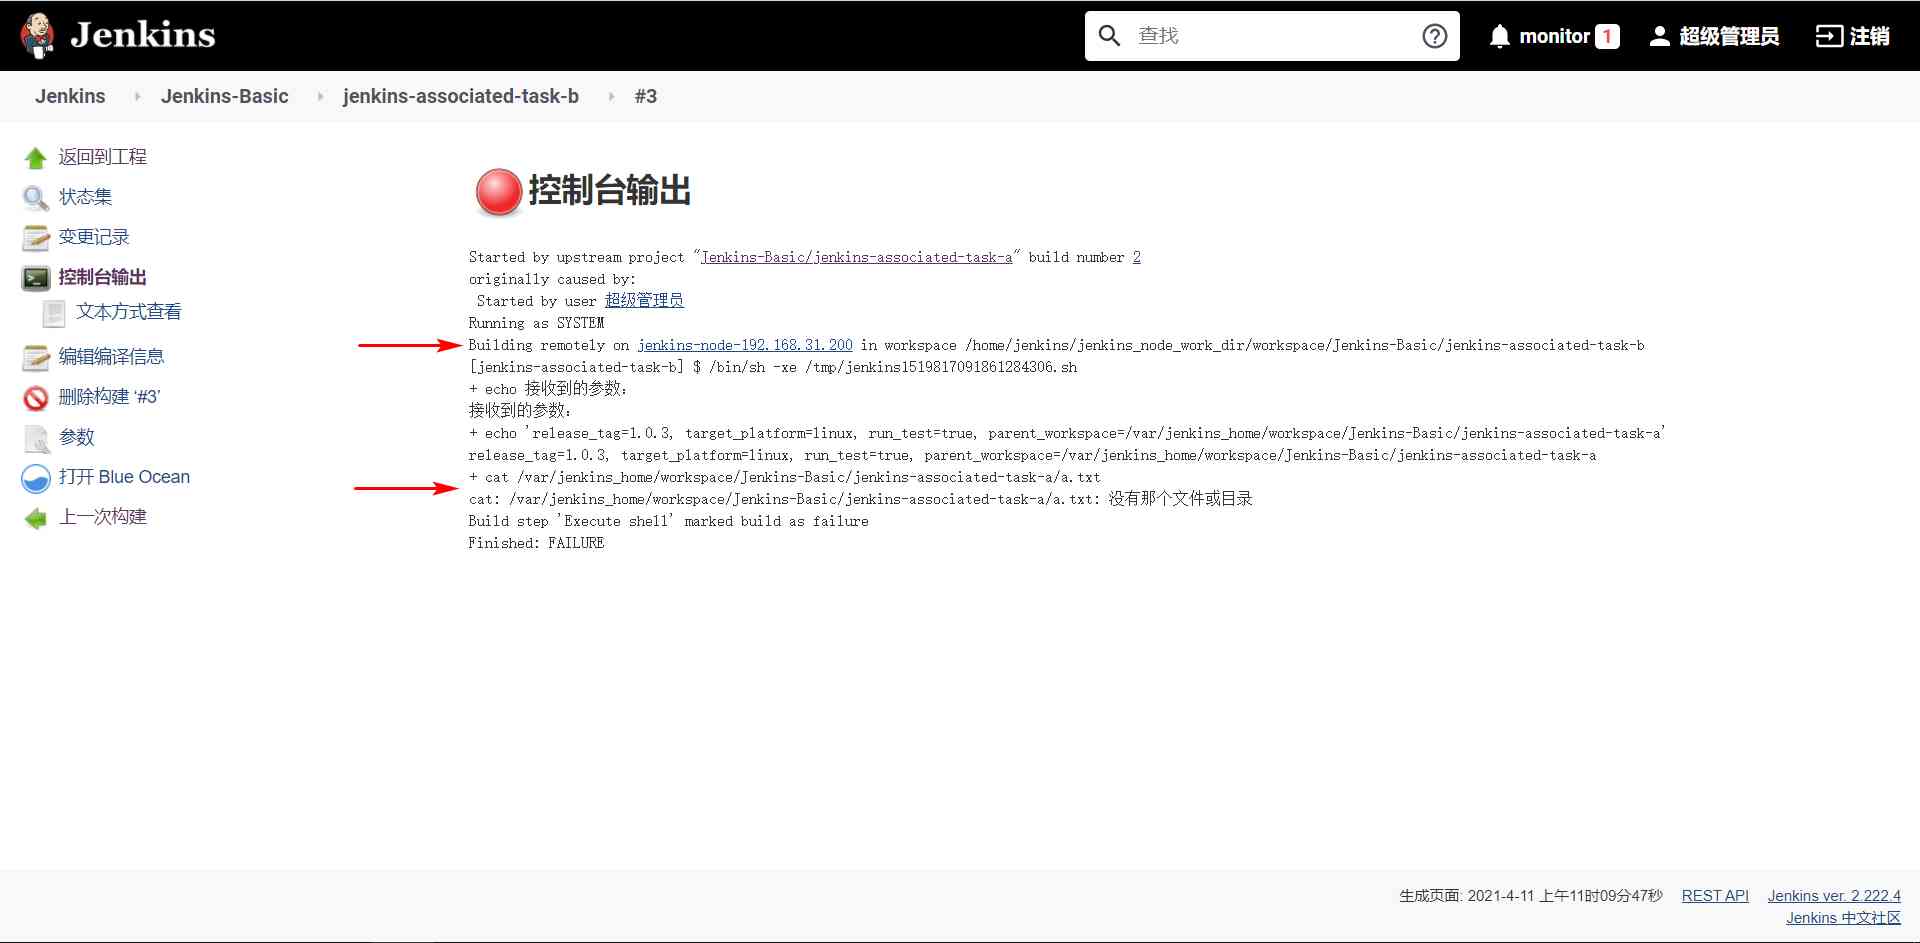 Jenkins
查找
monitor 1
超级管理员
注销
Jenkins
Jenkins-Basic
jenkins-associated-task-b
#3
返回到工程
状态集
变更记录
控制台输出
文本方式查看
编辑编译信息
删除构建 ‘#3’
参数
打开 Blue Ocean
上一次构建
控制台输出
Started by upstream project "Jenkins-Basic/jenkins-associated-task-a" build number 2
originally caused by:
Started by user 超级管理员
Running as SYSTEM
Building remotely on jenkins-node-192.168.31.200 in workspace /home/jenkins/jenkins_node_work_dir/workspace/Jenkins-Basic/jenkins-associated-task-b
[jenkins-associated-task-b] $ /bin/sh -xe /tmp/jenkins1519817091861284306.sh
+ echo 接收到的参数：
接收到的参数：
+ echo 'release_tag=1.0.3, target_platform=linux, run_test=true, parent_workspace=/var/jenkins_home/workspace/Jenkins-Basic/jenkins-associated-task-a'
release_tag=1.0.3, target_platform=linux, run_test=true, parent_workspace=/var/jenkins_home/workspace/Jenkins-Basic/jenkins-associated-task-a
+ cat /var/jenkins_home/workspace/Jenkins-Basic/jenkins-associated-task-a/a.txt
cat: /var/jenkins_home/workspace/Jenkins-Basic/jenkins-associated-task-a/a.txt: 没有那个文件或目录
Build step 'Execute shell' marked build as failure
Finished: FAILURE
生成页面: 2021-4-11 上午11时09分47秒
REST API
Jenkins ver. 2.222.4
Jenkins 中文社区